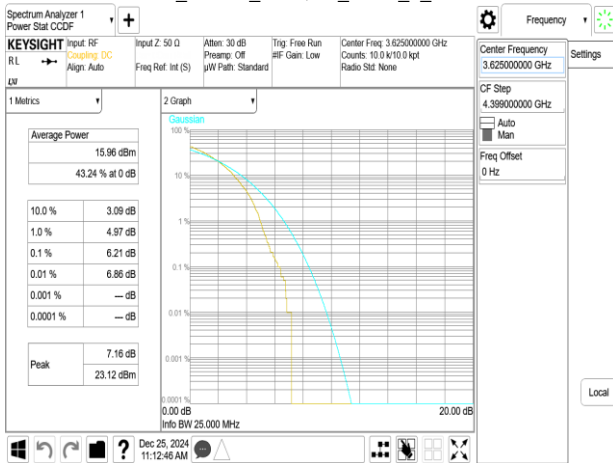 Spectrum Analyzer 1
Power Stat CCDF
Frequency
KEYSIGHT
Input: RF
Input Z: 50 Ω
Atten: 30 dB
Trig: Free Run
Center Freq: 3.625000000 GHz
RL
Coupling: DC
Preamp: Off
#IF Gain: Low
Counts: 10.0 k/10.0 kpt
Align: Auto
Freq Ref: Int (S)
µW Path: Standard
Radio Std: None
LXI
Center Frequency
3.625000000 GHz
Settings
CF Step
4.399000000 GHz
Auto
Man
Freq Offset
0 Hz
Local
1 Metrics
Average Power
15.96 dBm
43.24 % at 0 dB
10.0 % 3.09 dB
1.0 % 4.97 dB
0.1 % 6.21 dB
0.01 % 6.86 dB
0.001 % --- dB
0.0001 % --- dB
Peak
7.16 dB
23.12 dBm
2 Graph
Gaussian
100 %
10 %
1 %
0.1 %
0.01 %
0.001 %
0.0001 %
0.00 dB
20.00 dB
Info BW 25.000 MHz
?
Dec 25, 2024
11:12:46 AM